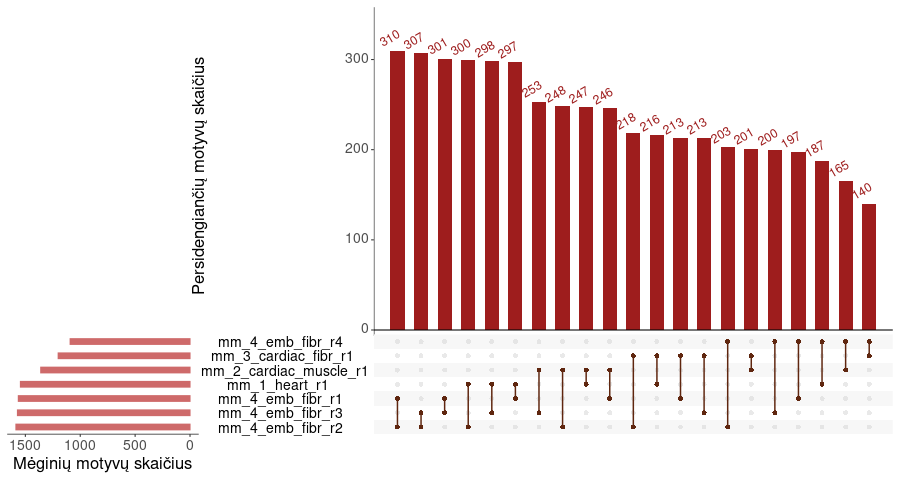 Persidengiančių motyvų skaičius
300
200
100
0
310
307
301
300
298
297
253
248
247
246
218
216
213
213
203
201
200
197
187
165
140
mm_4_emb_fibr_r4
mm_3_cardiac_fibr_r1
mm_2_cardiac_muscle_r1
mm_1_heart_r1
mm_4_emb_fibr_r1
mm_4_emb_fibr_r3
mm_4_emb_fibr_r2
1500 1000 500 0
Mėginių motyvų skaičius